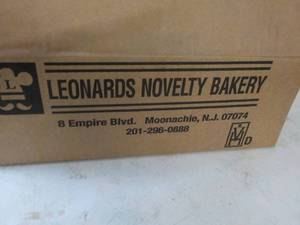 L
LEONARDS NOVELTY BAKERY
8 Empire Blvd. Moonachie, N.J. 07074
201-296-0888
D